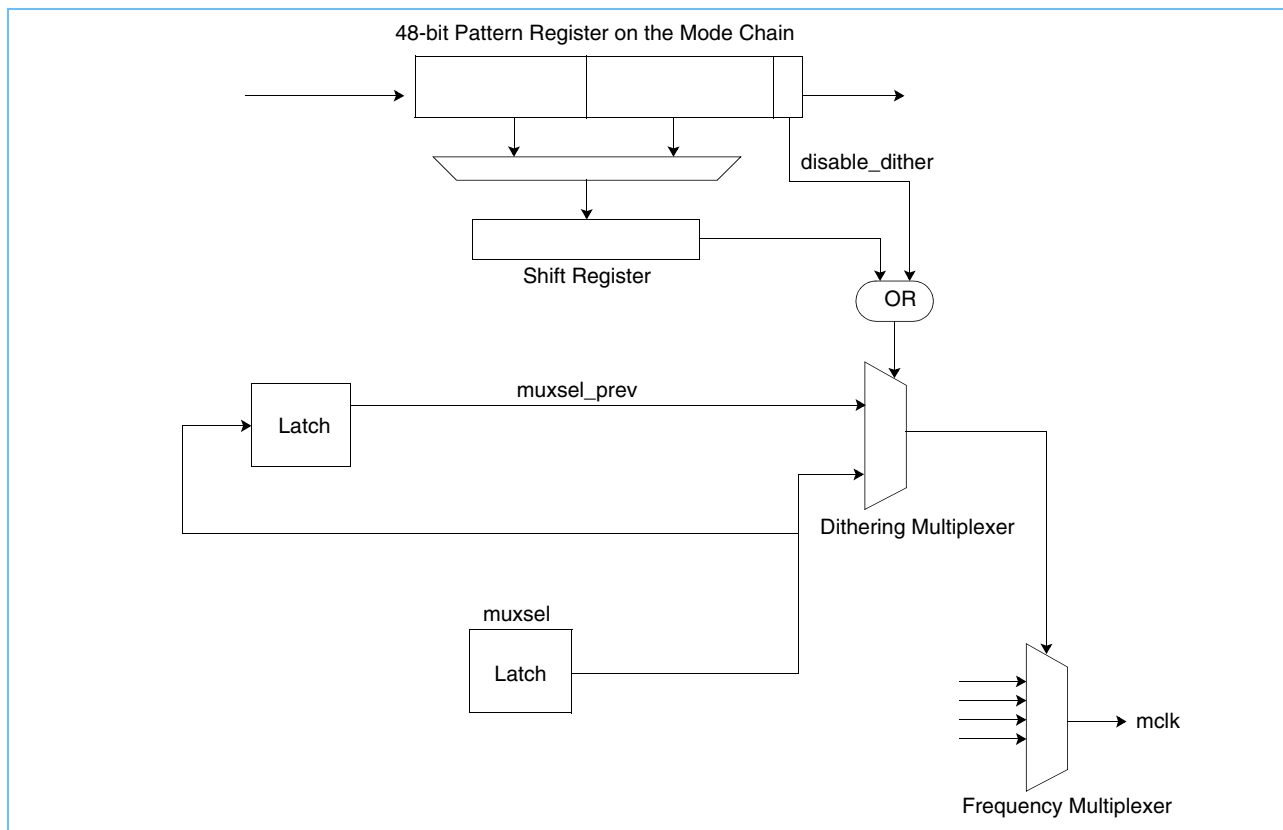 48-bit Pattern Register on the Mode Chain
disable_dither
Shift Register
OR
muxsel_prev
Latch
Dithering Multiplexer
muxsel
Latch
mclk
Frequency Multiplexer